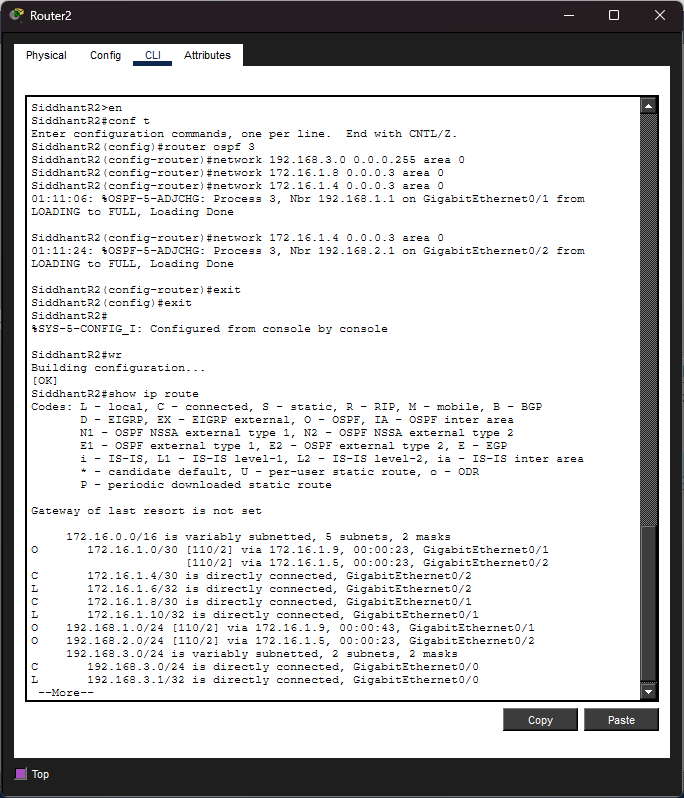 Router2
Physical Config CLI Attributes
SiddhantR2>en
SiddhantR2#conf t
Enter configuration commands, one per line.  End with CNTL/Z.
SiddhantR2(config)#router ospf 3
SiddhantR2(config-router)#network 192.168.3.0 0.0.0.255 area 0
SiddhantR2(config-router)#network 172.16.1.8 0.0.0.3 area 0
SiddhantR2(config-router)#network 172.16.1.4 0.0.0.3 area 0
01:11:06: %OSPF-5-ADJCHG: Process 3, Nbr 192.168.1.1 on GigabitEthernet0/1 from
LOADING to FULL, Loading Done

SiddhantR2(config-router)#network 172.16.1.4 0.0.0.3 area 0
01:11:24: %OSPF-5-ADJCHG: Process 3, Nbr 192.168.2.1 on GigabitEthernet0/2 from
LOADING to FULL, Loading Done

SiddhantR2(config-router)#exit
SiddhantR2(config)#exit
SiddhantR2#
%SYS-5-CONFIG_I: Configured from console by console

SiddhantR2#wr
Building configuration...
[OK]
SiddhantR2#show ip route
Codes: L - local, C - connected, S - static, R - RIP, M - mobile, B - BGP
       D - EIGRP, EX - EIGRP external, O - OSPF, IA - OSPF inter area
       N1 - OSPF NSSA external type 1, N2 - OSPF NSSA external type 2
       E1 - OSPF external type 1, E2 - OSPF external type 2, E - EGP
       i - IS-IS, L1 - IS-IS level-1, L2 - IS-IS level-2, ia - IS-IS inter area
       * - candidate default, U - per-user static route, o - ODR
       P - periodic downloaded static route

Gateway of last resort is not set

     172.16.0.0/16 is variably subnetted, 5 subnets, 2 masks
O       172.16.1.0/30 [110/2] via 172.16.1.9, 00:00:23, GigabitEthernet0/1
                      [110/2] via 172.16.1.5, 00:00:23, GigabitEthernet0/2
C       172.16.1.4/30 is directly connected, GigabitEthernet0/2
L       172.16.1.6/32 is directly connected, GigabitEthernet0/2
C       172.16.1.8/30 is directly connected, GigabitEthernet0/1
L       172.16.1.10/32 is directly connected, GigabitEthernet0/1
O    192.168.1.0/24 [110/2] via 172.16.1.9, 00:00:43, GigabitEthernet0/1
O    192.168.2.0/24 [110/2] via 172.16.1.5, 00:00:23, GigabitEthernet0/2
     192.168.3.0/24 is variably subnetted, 2 subnets, 2 masks
C       192.168.3.0/24 is directly connected, GigabitEthernet0/0
L       192.168.3.1/32 is directly connected, GigabitEthernet0/0
 --More--
Copy Paste
Top